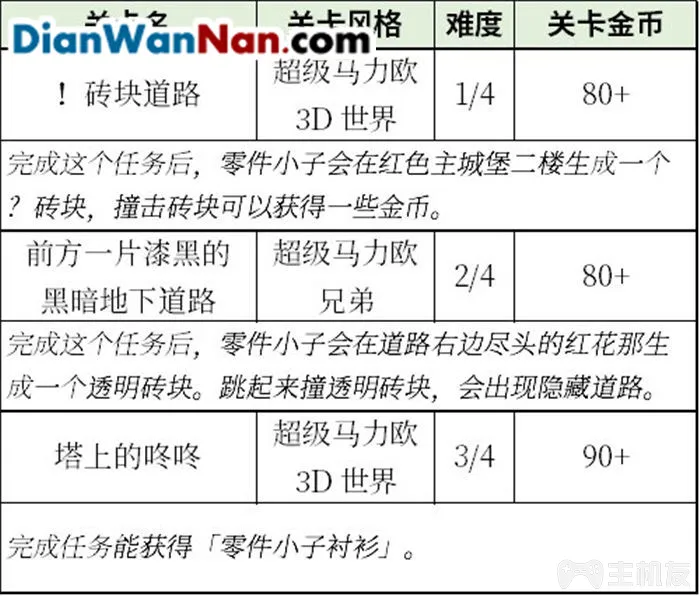 关卡名 关卡风格 难度 关卡金币
DianWanNan.com
！砖块道路 超级马力欧 1/4 80+
3D 世界
完成这个任务后，零件小子会在红色主城堡二楼生成一个
？砖块，撞击砖块可以获得一些金币。
前方一片漆黑的 超级马力欧 2/4 80+
黑暗地下道路 兄弟
完成这个任务后，零件小子会在道路右边尽头的红花那生
成一个透明砖块。跳起来撞透明砖块，会出现隐藏道路。
塔上的咚咚 超级马力欧 3/4 90+
3D 世界
完成任务能获得「零件小子衬衫」。
主机友